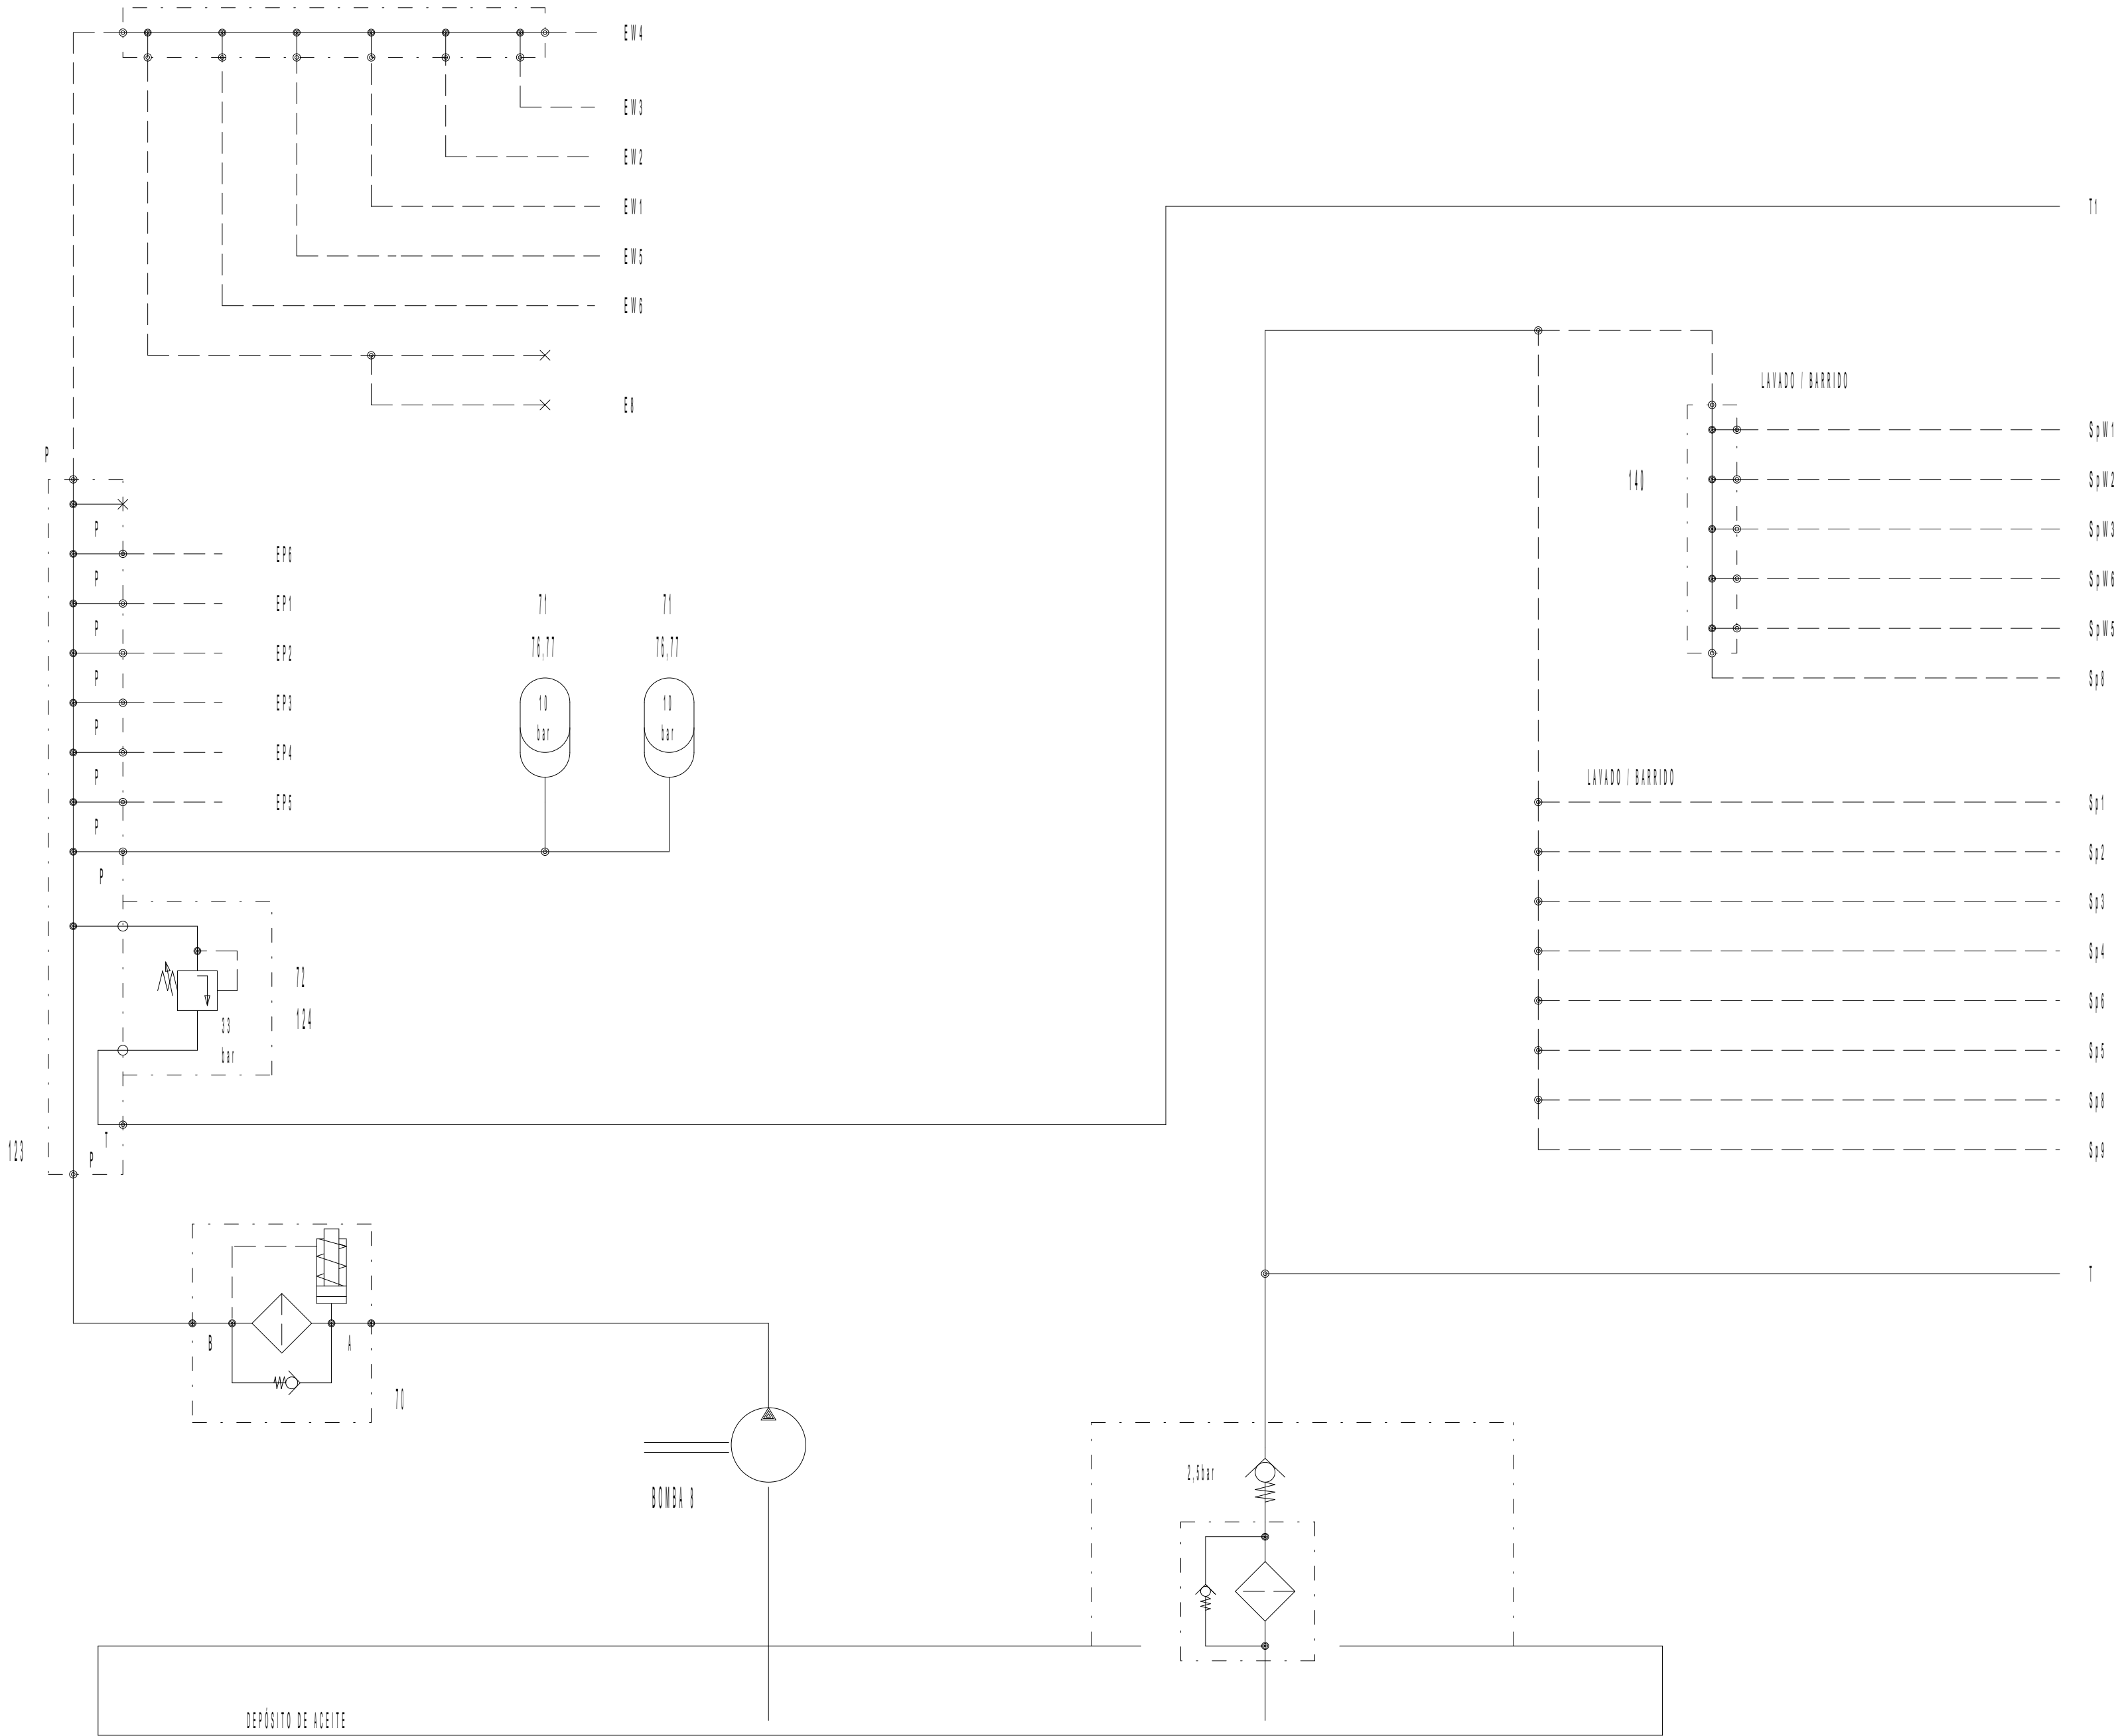 EW4
EW3
EW2
EW1
T1
EW5
EW6
LAVADO / BARRIDO
E8
SpW1
P
140
SpW2
P
SpW3
EP6
P
SpW6
EP1
71
71
P
SpW5
EP2
76,77
76,77
P
Sp8
EP3
10
10
P
bar
bar
EP4
P
LAVADO / BARRIDO
EP5
Sp1
P
Sp2
P
Sp3
Sp4
72
Sp6
124
33
bar
Sp5
Sp8
T
123
P
Sp9
T
B
A
70
2,5bar
BOMBA 8
DEPÓSITO DE ACEITE